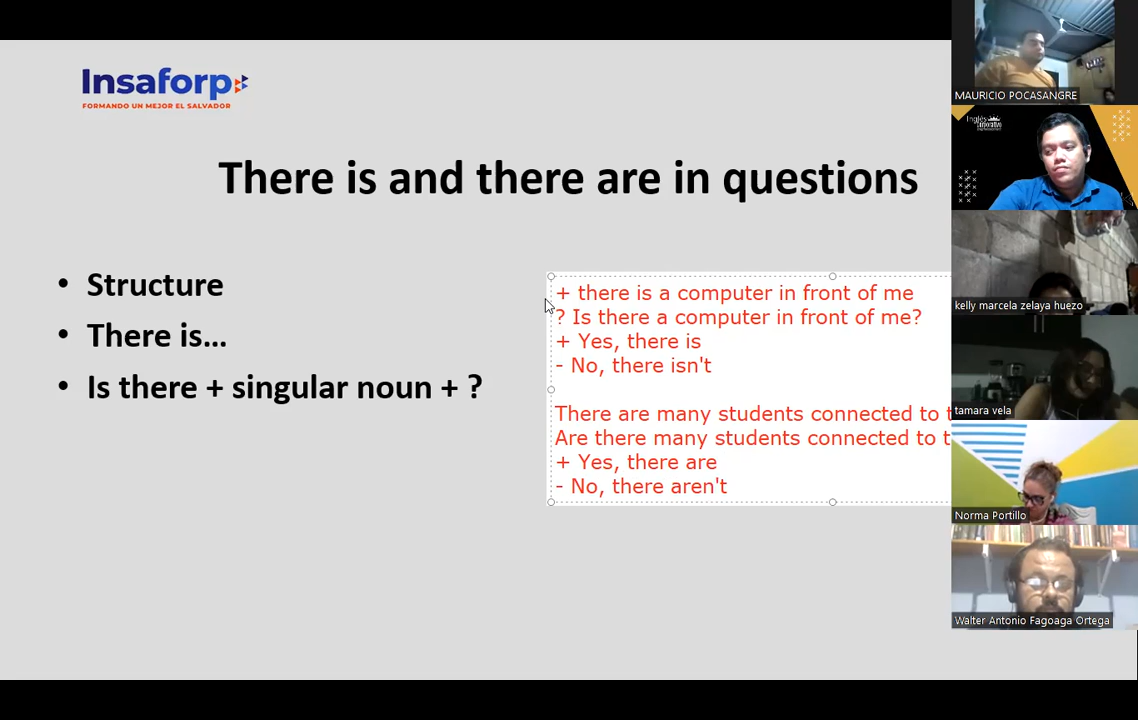 Insaforp
FORMANDO UN MEJOR EL SALVADOR
There is and there are in questions
• Structure
• There is...
• Is there + singular noun + ?
+ there is a computer in front of me
? Is there a computer in front of me?
+ Yes, there is
- No, there isn't
There are many students connected to t
Are there many students connected to t
+ Yes, there are
- No, there aren't
MAURICIO POCASANGRE
Inglés
kelly marcela zelaya huezo
tamara vela
Norma Portillo
Walter Antonio Fagoaga Ortega